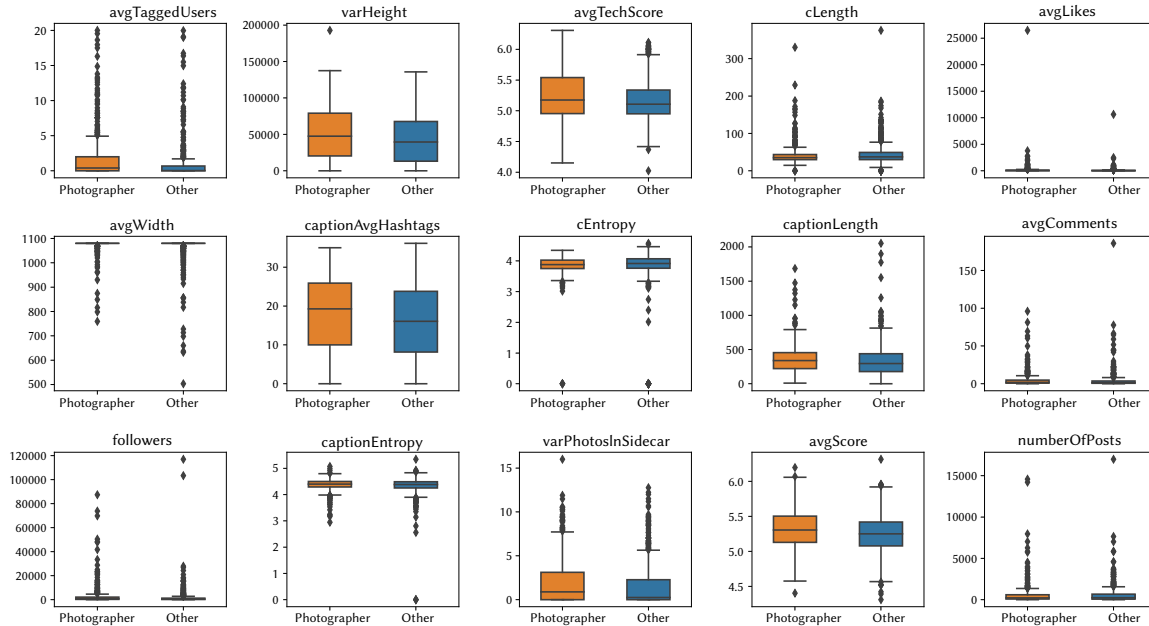 avgTaggedUsers
20
15
10
5
0
Photographer Other
varHeight
200000
150000
100000
50000
0
Photographer Other
avgTechScore
6.0
5.5
5.0
4.5
4.0
Photographer Other
cLength
300
200
100
0
Photographer Other
avgLikes
25000
20000
15000
10000
5000
0
Photographer Other
avgWidth
1100
1000
900
800
700
600
500
Photographer Other
captionAvgHashtags
30
20
10
0
Photographer Other
cEntropy
4
3
2
1
0
Photographer Other
captionLength
2000
1500
1000
500
0
Photographer Other
avgComments
150
100
50
0
Photographer Other
followers
120000
100000
80000
60000
40000
20000
0
Photographer Other
captionEntropy
5
4
3
2
1
0
Photographer Other
varPhotosInSidecar
15
10
5
0
Photographer Other
avgScore
6.0
5.5
5.0
4.5
Photographer Other
numberOfPosts
15000
10000
5000
0
Photographer Other